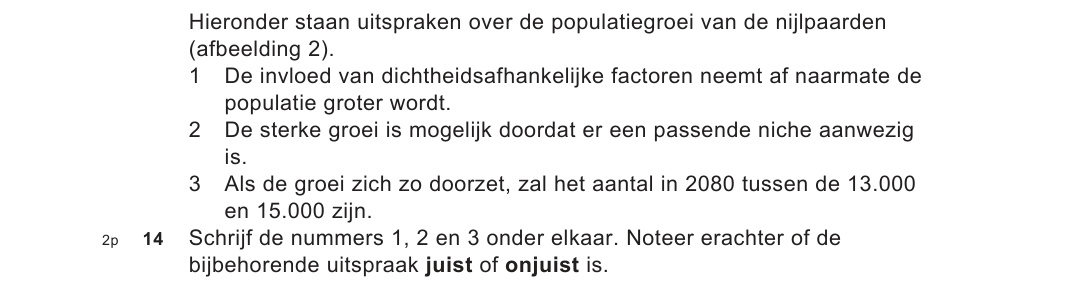 Hieronder staan uitspraken over de populatiegroei van de nijlpaarden
(afbeelding 2).
1 De invloed van dichtheidsafhankelijke factoren neemt af naarmate de
populatie groter wordt.
2 De sterke groei is mogelijk doordat er een passende niche aanwezig
is.
3 Als de groei zich zo doorzet, zal het aantal in 2080 tussen de 13.000
en 15.000 zijn.
2p 14 Schrijf de nummers 1, 2 en 3 onder elkaar. Noteer erachter of de
bijbehorende uitspraak juist of onjuist is.